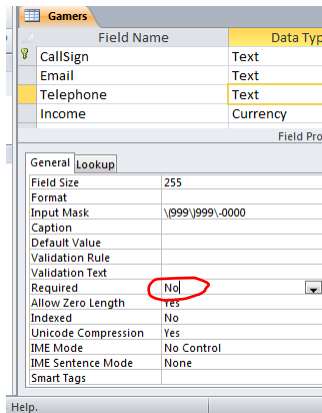 Gamers
Field Name Data Typ
CallSign Text
Email Text
Telephone Text
Income Currency
Field Pro
General Lookup
Field Size 255
Format
Input Mask \(999\)999\-0000
Caption
Default Value
Validation Rule
Validation Text
Required No
Allow Zero Length Yes
Indexed No
Unicode Compression Yes
IME Mode No Control
IME Sentence Mode None
Smart Tags
Help.